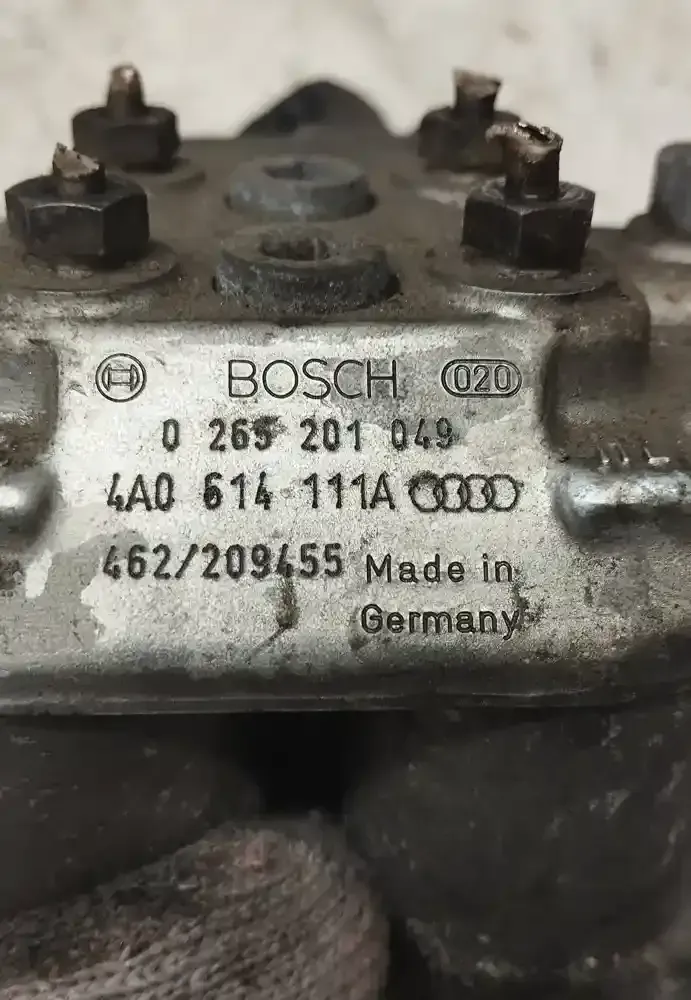 BOSCH 020
0 265 201 049
4A0 614 111A
462/209455 Made in
Germany